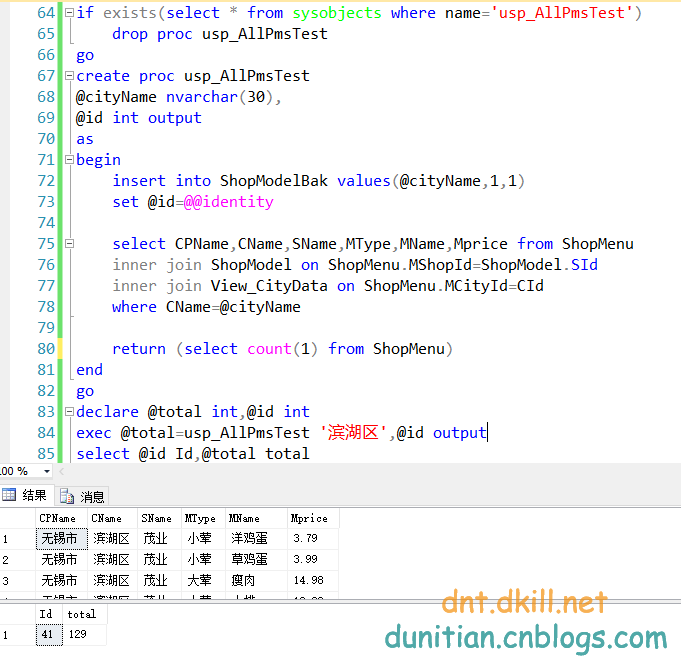 64 if exists(select * from sysobjects where name='usp_AllPmsTest')
65 drop proc usp_AllPmsTest
66 go
67 create proc usp_AllPmsTest
68 @cityName nvarchar(30),
69 @id int output
70 as
71 begin
72 insert into ShopModelBak values(@cityName,1,1)
73 set @id=@@identity
74
75 select CPName,CName,SName,MType,MName,Mprice from ShopMenu
76 inner join ShopModel on ShopMenu.MShopId=ShopModel.SId
77 inner join View_CityData on ShopMenu.MCityId=CId
78 where CName=@cityName
79
80 return (select count(1) from ShopMenu)
81 end
82 go
83 declare @total int,@id int
84 exec @total=usp_AllPmsTest '滨湖区',@id output
85 select @id Id,@total total
00 %
结果 消息
CPName CName SName MType MName Mprice
1 无锡市 滨湖区 茂业 小荤 洋鸡蛋 3.79
2 无锡市 滨湖区 茂业 小荤 草鸡蛋 3.99
3 无锡市 滨湖区 茂业 大荤 瘦肉 14.98
Id total
1 41 129
dnt.dkill.net
dunitian.cnblogs.com